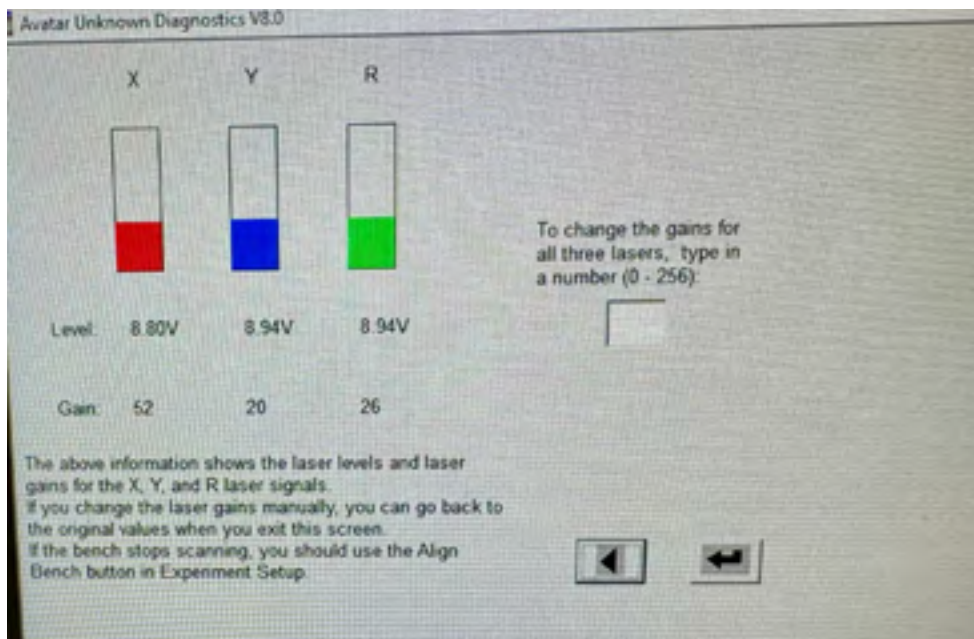 Avatar Unknown Diagnostics V8.0
X Y R
To change the gains for
all three lasers, type in
a number (0 - 256):
Level: 8.80V 8.94V 8.94V
Gain: 52 20 26
The above information shows the laser levels and laser
gains for the X, Y, and R laser signals.
If you change the laser gains manually, you can go back to
the original values when you exit this screen.
If the bench stops scanning, you should use the Align
Bench button in Experiment Setup.